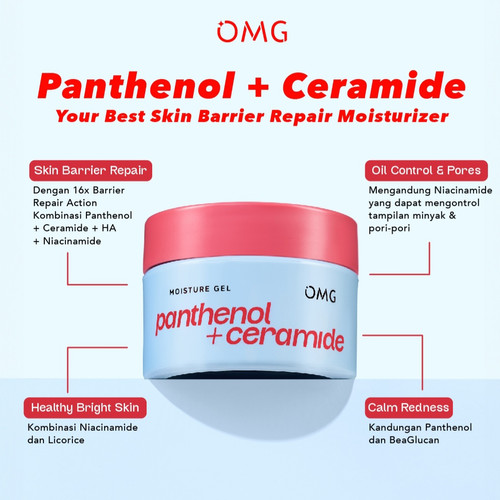 OMG
Panthenol + Ceramide
Your Best Skin Barrier Repair Moisturizer
Skin Barrier Repair
Dengan 16x Barrier
Repair Action
Kombinasi Panthenol
+ Ceramide + HA
+ Niacinamide
Oil Control & Pores
Mengandung Niacinamide
yang dapat mengontrol
tampilan minyak &
pori-pori
MOISTURE GEL
OMG
panthenol
+ceramide
Healthy Bright Skin
Kombinasi Niacinamide
dan Licorice
Calm Redness
Kandungan Panthenol
dan BeaGlucan